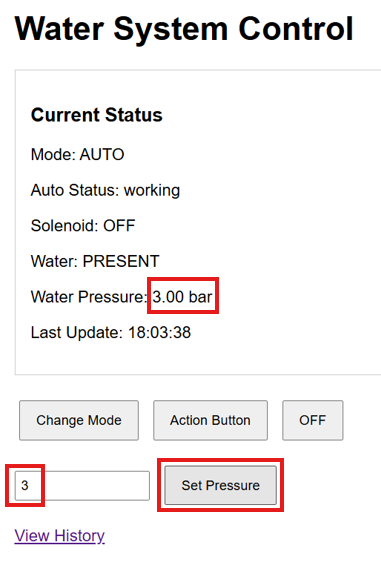 Water System Control
Current Status
Mode: AUTO
Auto Status: working
Solenoid: OFF
Water: PRESENT
Water Pressure: 3.00 bar
Last Update: 18:03:38
Change Mode Action Button OFF
3 Set Pressure
View History